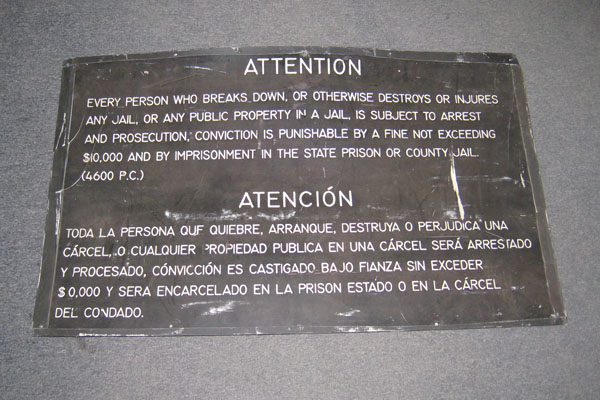 ATTENTION
EVERY PERSON WHO BREAKS DOWN, OR OTHERWISE DESTROYS OR INJURES
ANY JAIL, OR ANY PUBLIC PROPERTY IN A JAIL, IS SUBJECT TO ARREST
AND PROSECUTION, CONVICTION IS PUNISHABLE BY A FINE NOT EXCEEDING
$10,000 AND BY IMPRISONMENT IN THE STATE PRISON OR COUNTY JAIL.
(4600 P.C.)
ATENCIÓN
TODA LA PERSONA QUE QUIEBRE, ARRANQUE, DESTRUYA O PERJUDICA UNA
CÁRCEL, O CUALQUIER PROPIEDAD PUBLICA EN UNA CÁRCEL SERÁ ARRESTADO
Y PROCESADO, CÓNVICCIÓN ES CASTIGADO BAJO FIANZA SIN EXCEDER
$ 0,000 Y SERA ENCARCELADO EN LA PRISON ESTADO O EN LA CÁRCEL
DEL CONDADO.